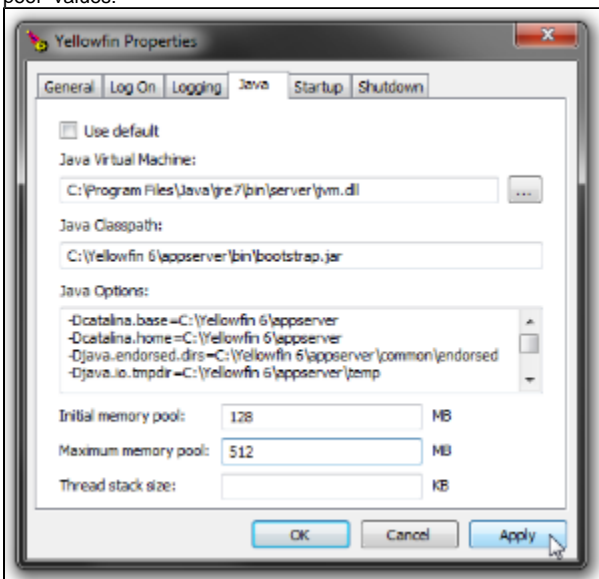 pool" values.
Yellowfin Properties
General Log On Logging Java Startup Shutdown
Use default
Java Virtual Machine:
C:\Program Files\Java\jre7\bin\server\jvm.dll
...
Java Classpath:
C:\Yellowfin 6\appserver\bin\bootstrap.jar
Java Options:
-Dcatalina.base=C:\Yellowfin 6\appserver
-Dcatalina.home=C:\Yellowfin 6\appserver
-Djava.endorsed.dirs=C:\Yellowfin 6\appserver\common\endorsed
-Djava.io.tmpdir=C:\Yellowfin 6\appserver\temp
Initial memory pool: 128 MB
Maximum memory pool: 512 MB
Thread stack size: KB
OK Cancel Apply